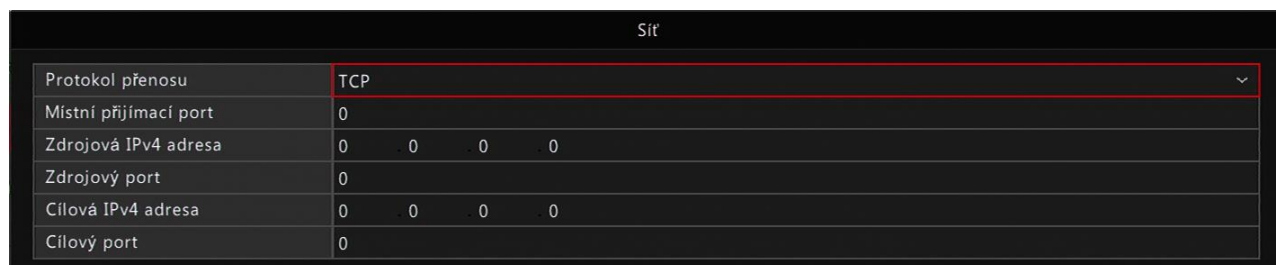 Síť
Protokol přenosu TCP
Místní přijímací port 0
Zdrojová IPv4 adresa 0 . 0 . 0 . 0
Zdrojový port 0
Cílová IPv4 adresa 0 . 0 . 0 . 0
Cílový port 0